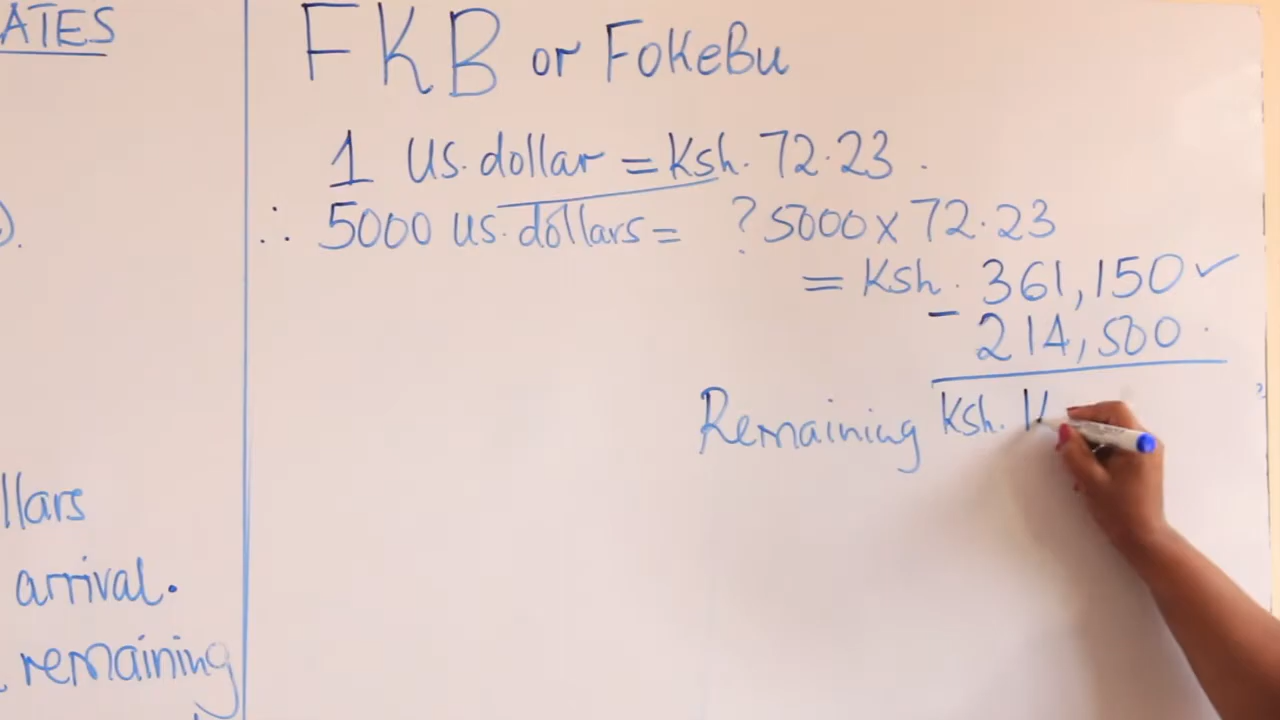 ATES
).
llars
arrival.
remaining
FKB or FokeBu
1 US. dollar = Ksh. 72.23.
∴ 5000 US. dollars = ? 5000 x 72.23
= Ksh. 361,150 ✓
- 214,500.
Remaining Ksh. 1